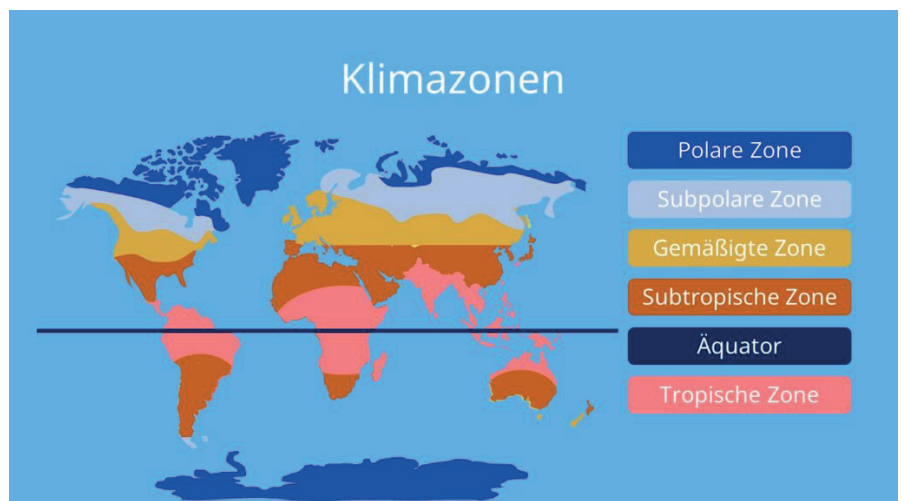 Klimazonen
Polare Zone
Subpolare Zone
Gemäßigte Zone
Subtropische Zone
Äquator
Tropische Zone